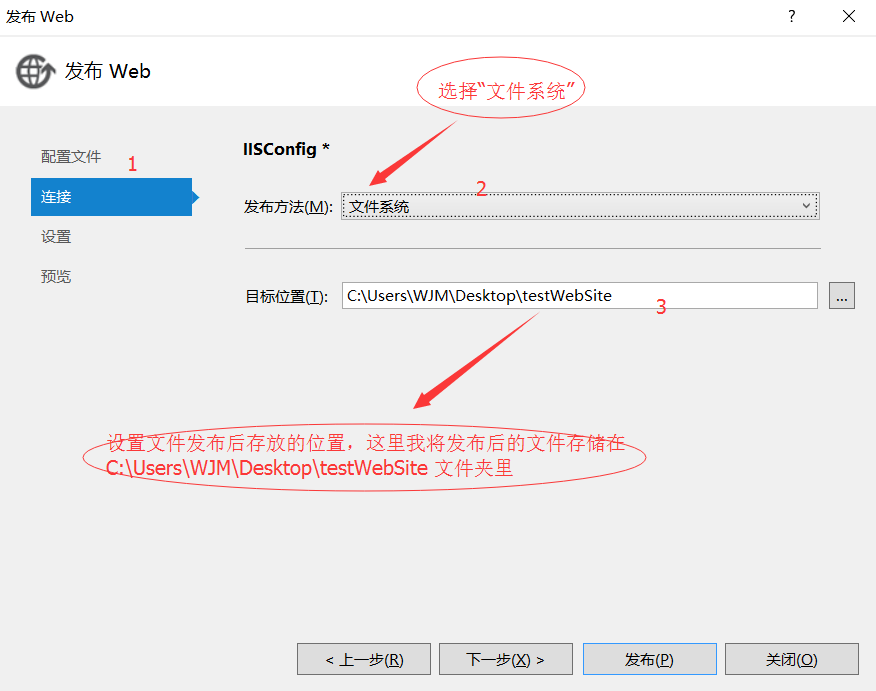 发布 Web
?
发布 Web
选择“文件系统”
配置文件
1
IISConfig *
连接
2
发布方法(M):
文件系统
设置
预览
目标位置(T):
C:\Users\WJM\Desktop\testWebSite
...
3
设置文件发布后存放的位置，这里我将发布后的文件存储在
C:\Users\WJM\Desktop\testWebSite 文件夹里
< 上一步(R)
下一步(X) >
发布(P)
关闭(O)